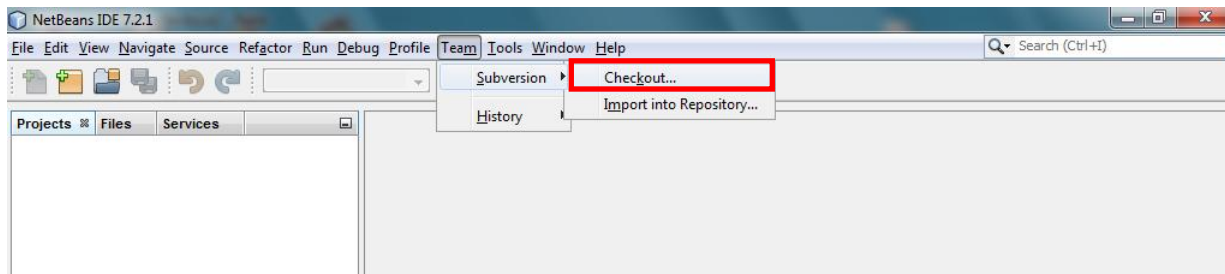 NetBeans IDE 7.2.1
File Edit View Navigate Source Refactor Run Debug Profile Team Tools Window Help Search (Ctrl+I)
Subversion Checkout...
Import into Repository...
History
Projects Files Services